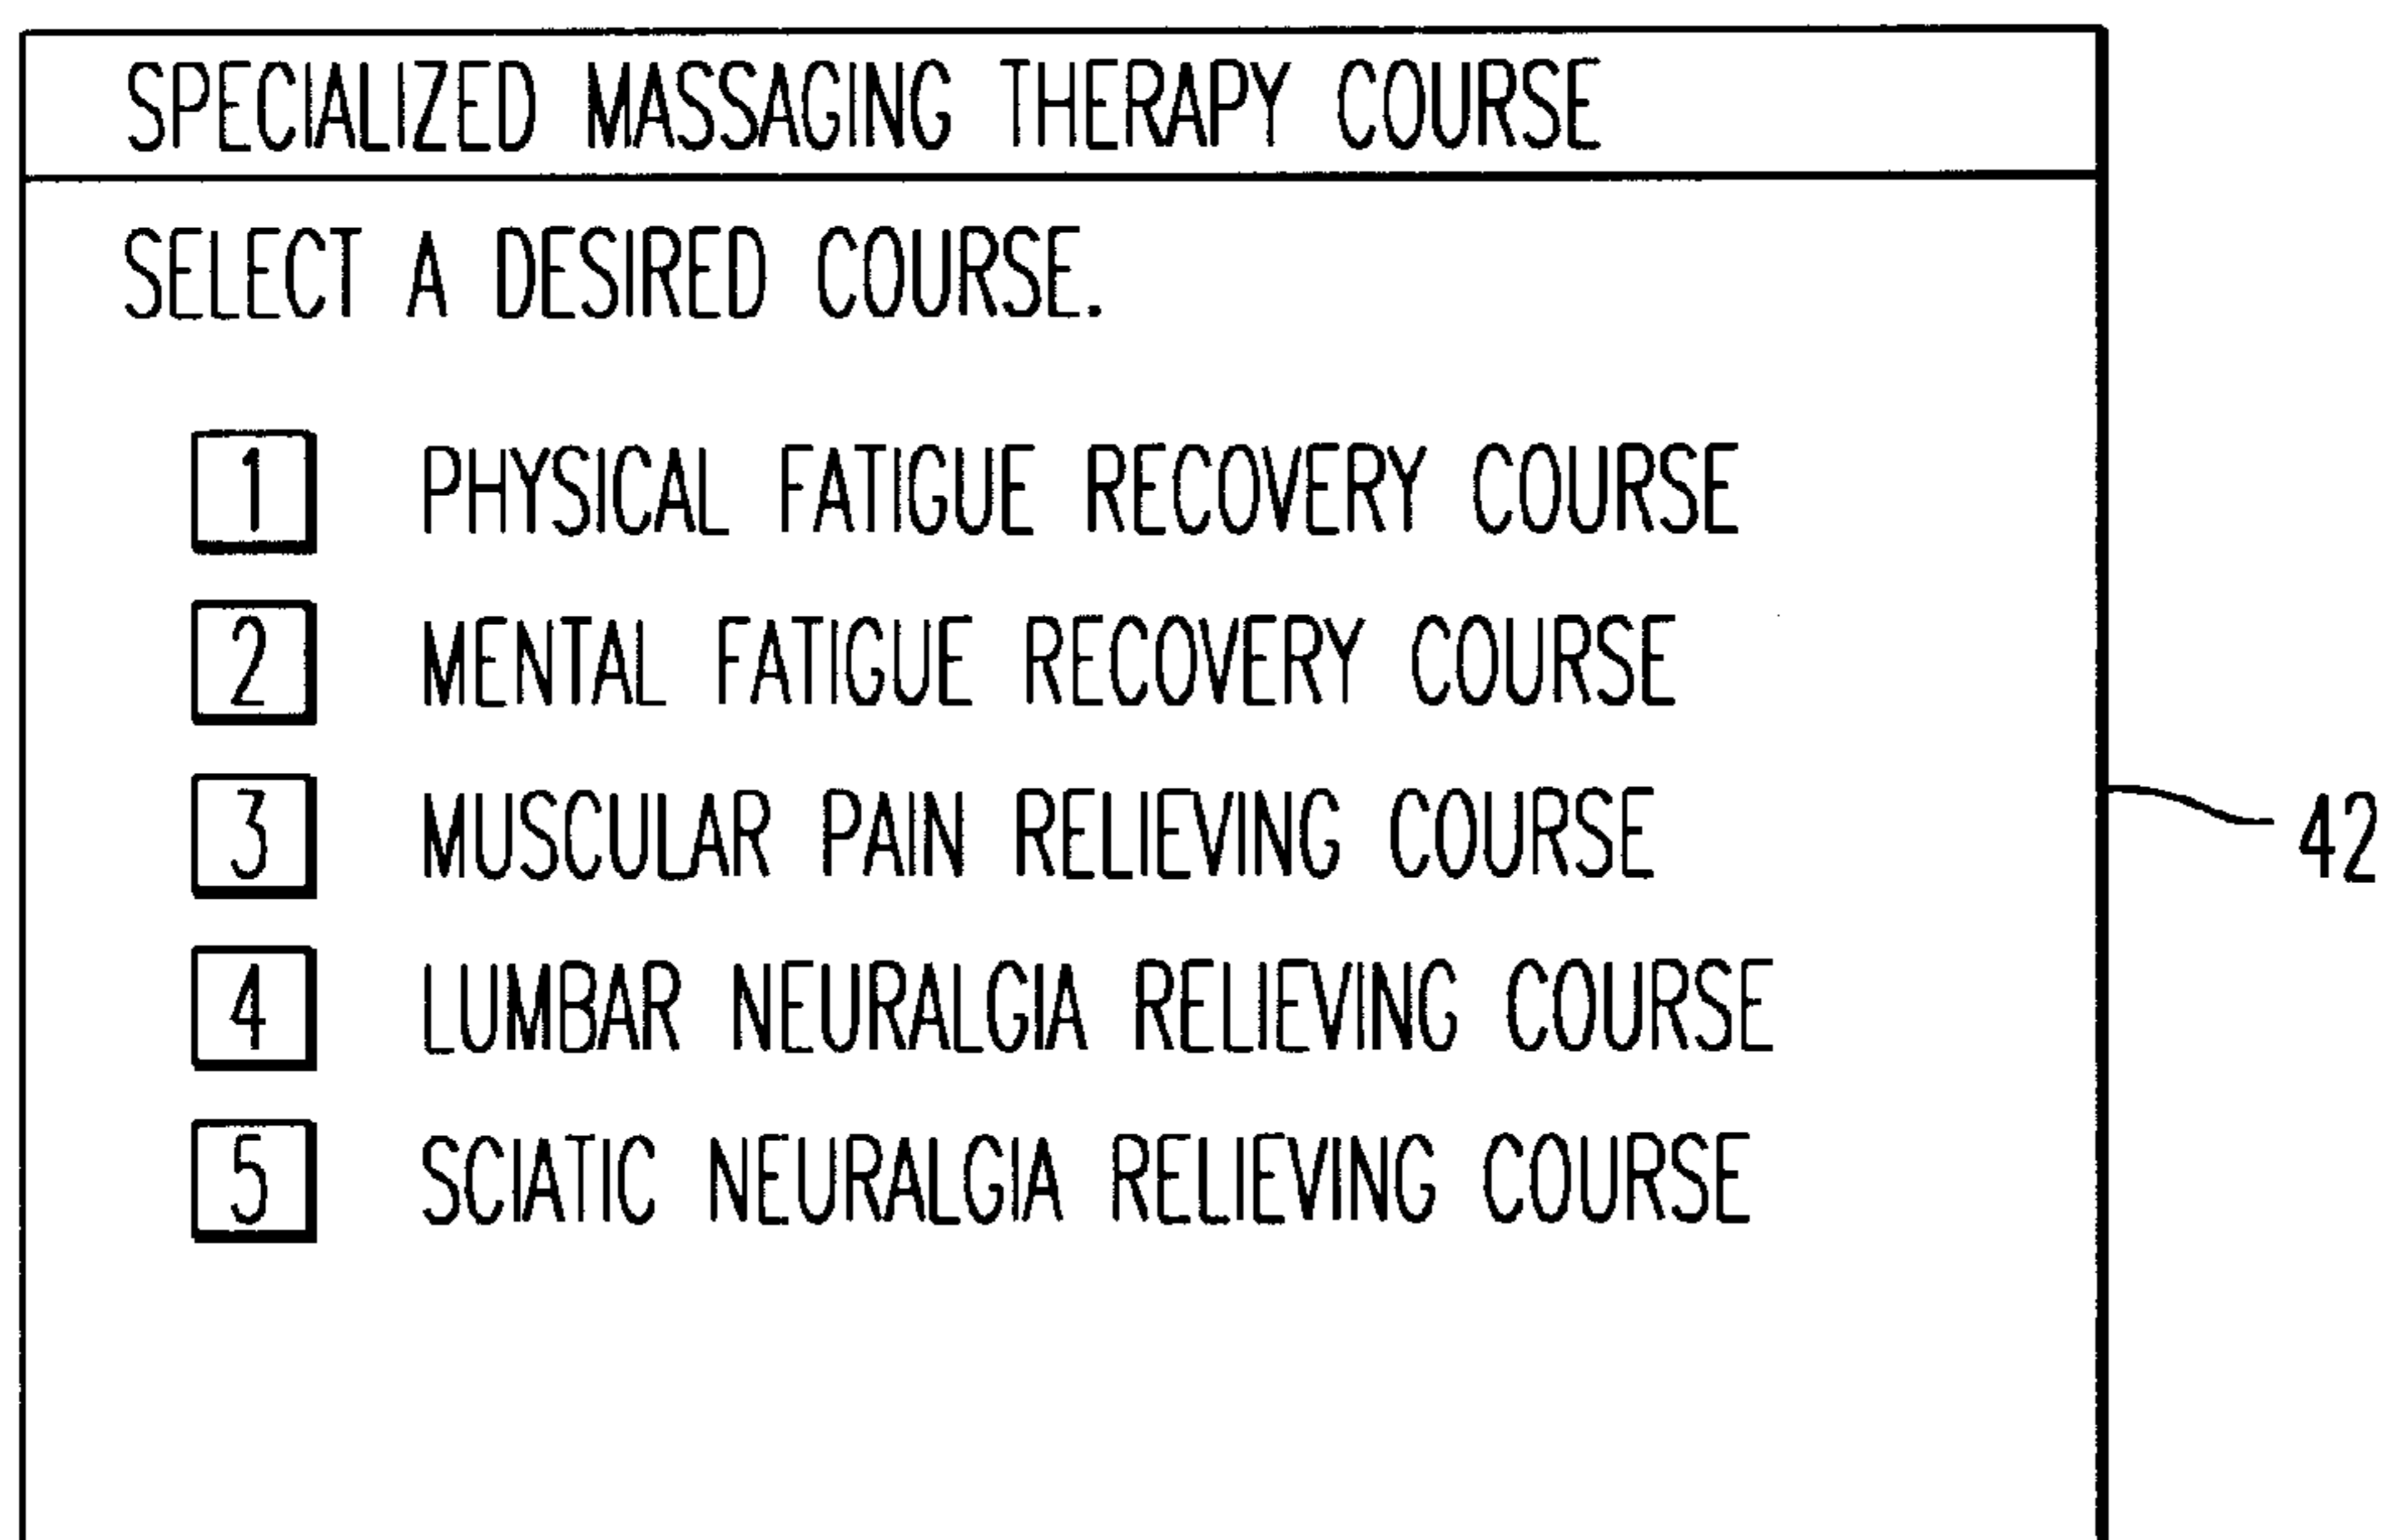 SPECIALIZED MASSAGING THERAPY COURSE
SELECT A DESIRED COURSE.
1 PHYSICAL FATIGUE RECOVERY COURSE
2 MENTAL FATIGUE RECOVERY COURSE
3 MUSCULAR PAIN RELIEVING COURSE
42
4 LUMBAR NEURALGIA RELIEVING COURSE
5 SCIATIC NEURALGIA RELIEVING COURSE